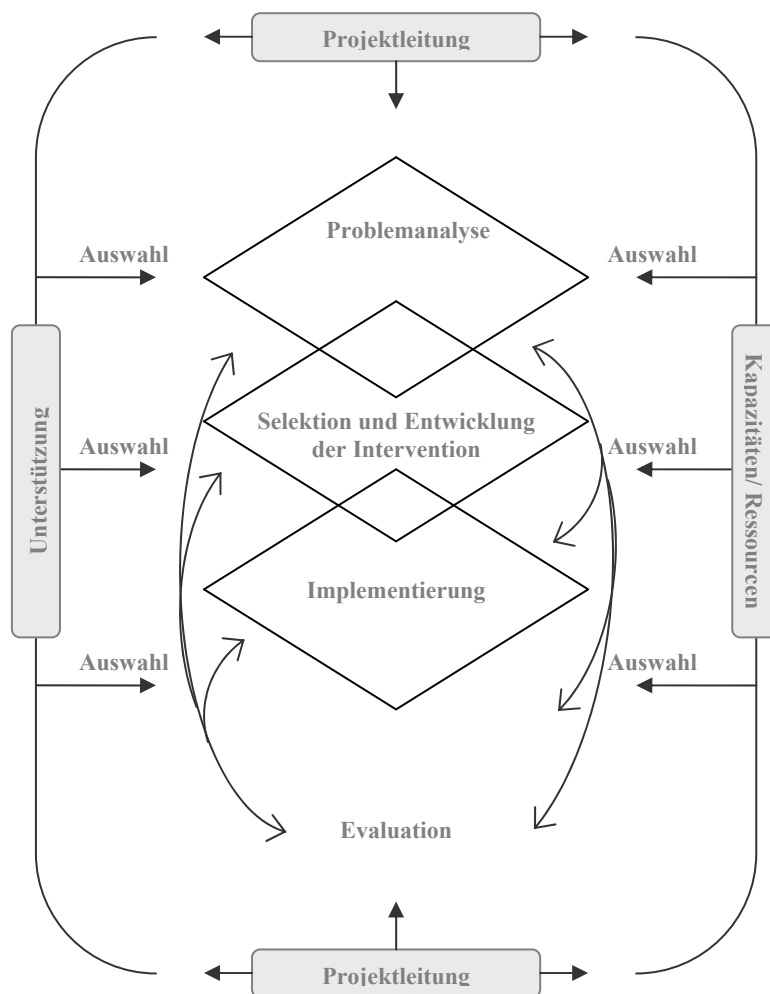 Projektleitung
Problemanalyse
Auswahl
Auswahl
Unterstützung
Kapazitäten/ Ressourcen
Selektion und Entwicklung
der Intervention
Auswahl
Auswahl
Implementierung
Auswahl
Auswahl
Evaluation
Projektleitung